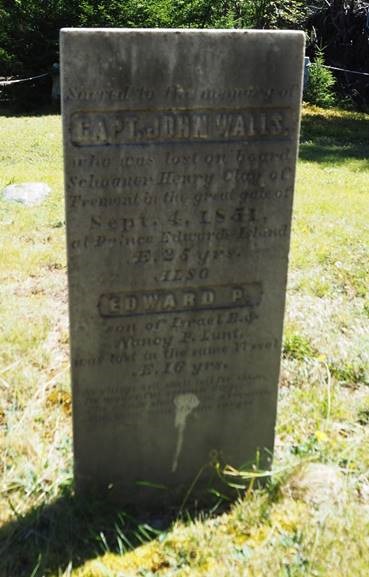 Sacred to the memory of
CAPT. JOHN WALLS,
who was lost on board
Schooner Henry Clay of
Tremont in the great gale of
Sept. 4, 1851,
at Prince Edwards Island
Æ. 25 yrs.
ALSO
EDWARD P.
son of Israel B. &
Nancy P. Lunt,
was lost in the same Vessel
Æ. 16 yrs.